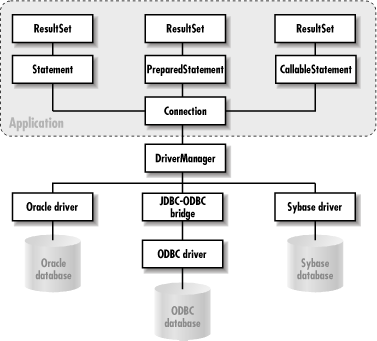 ResultSet
ResultSet
ResultSet
Statement
PreparedStatement
CallableStatement
Connection
Application
DriverManager
Oracle driver
JDBC-ODBC
bridge
Sybase driver
ODBC driver
Oracle
database
Sybase
database
ODBC
database